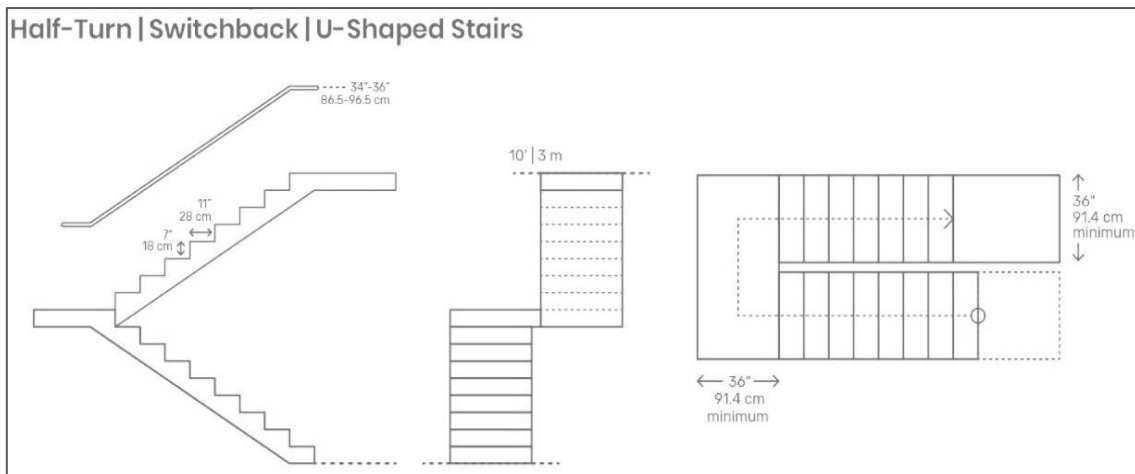 Half-Turn | Switchback | U-Shaped Stairs
34"-36"
86.5-96.5 cm
11"
28 cm
7"
18 cm
10' | 3 m
36"
91.4 cm
minimum
36"
91.4 cm
minimum